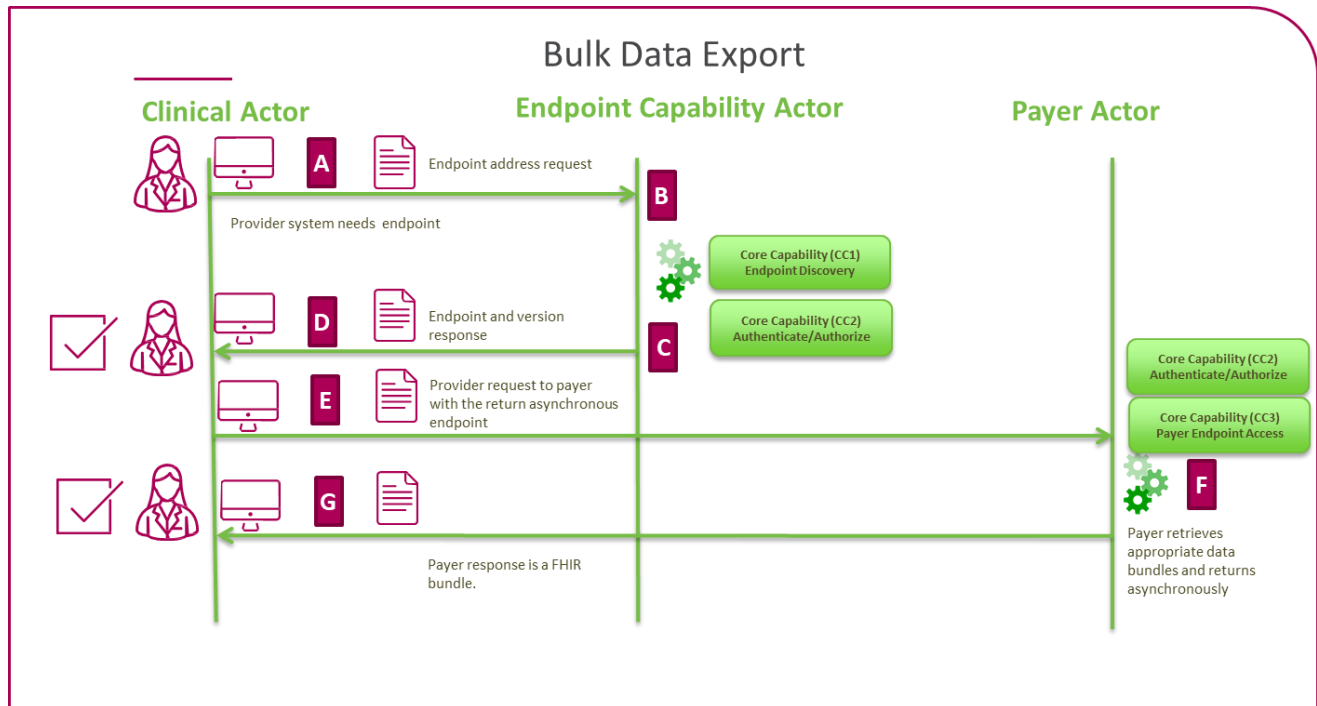 Bulk Data Export
Clinical Actor
Endpoint Capability Actor
Payer Actor
A
Endpoint address request
B
Provider system needs endpoint
Core Capability (CC1)
Endpoint Discovery
D
Endpoint and version
response
C
Core Capability (CC2)
Authenticate/Authorize
Core Capability (CC2)
Authenticate/Authorize
E
Provider request to payer
with the return asynchronous
endpoint
Core Capability (CC3)
Payer Endpoint Access
F
G
Payer retrieves
appropriate data
bundles and returns
asynchronously
Payer response is a FHIR
bundle.